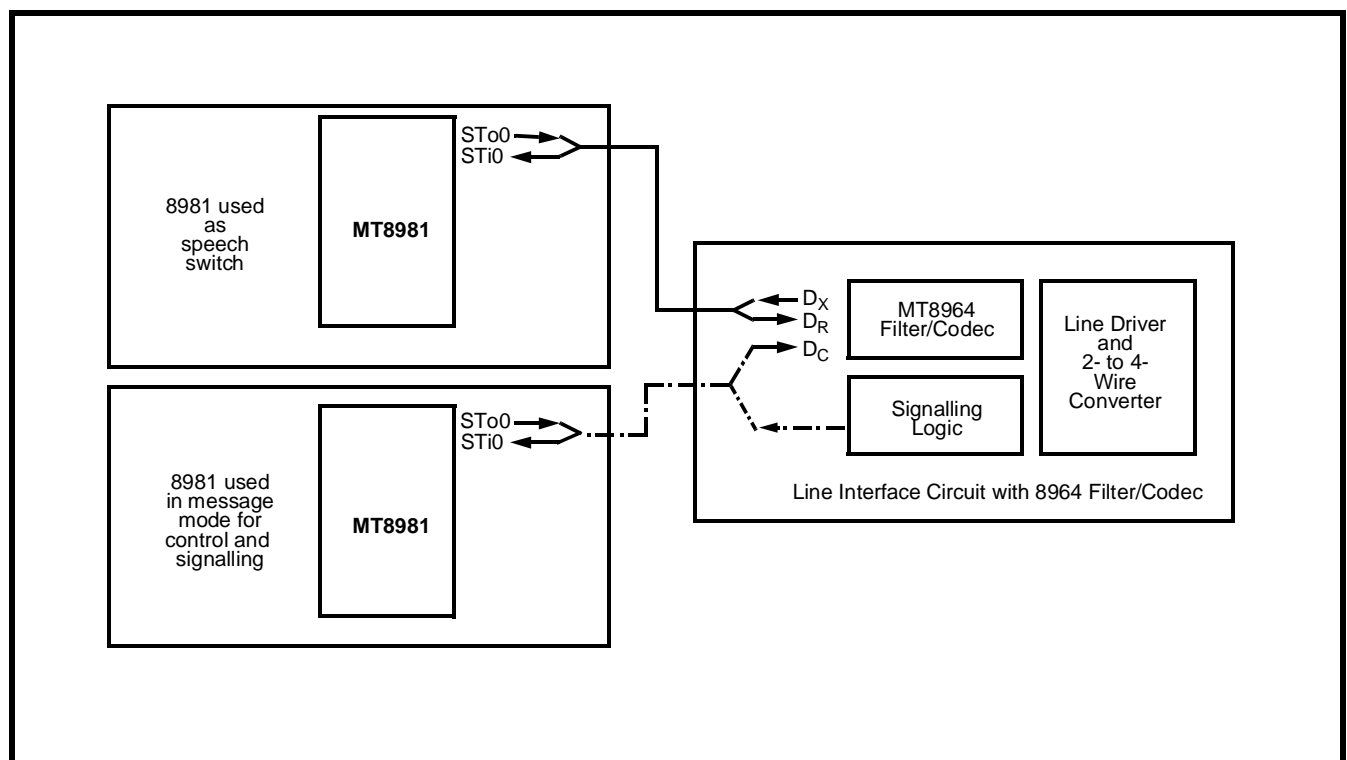 STo0
STi0
8981 used
as
speech
switch
MT8981
DX
DR
DC
MT8964
Filter/Codec
Line Driver
and
2- to 4-
Wire
Converter
Signalling
Logic
Line Interface Circuit with 8964 Filter/Codec
STo0
STi0
8981 used
in message
mode for
control and
signalling
MT8981